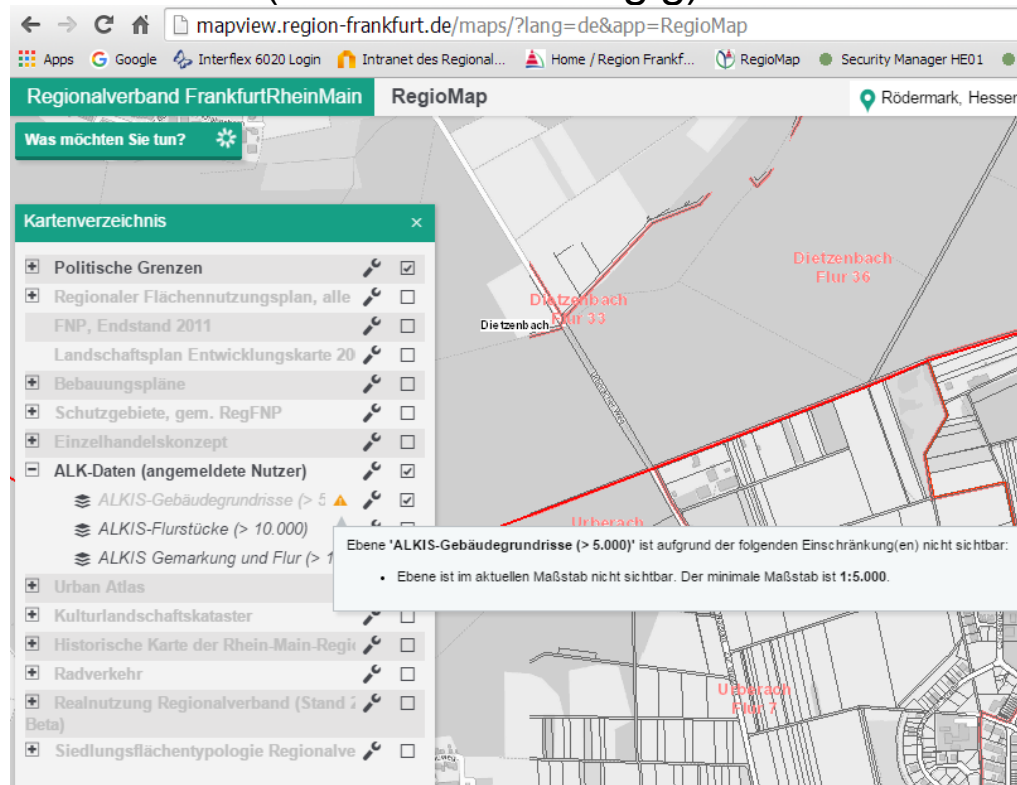 mapview.region-frankfurt.de/maps/?lang=de&app=RegioMap
Apps Google Interflex 6020 Login Intranet des Regional... Home / Region Frankf... RegioMap Security Manager HE01
Regionalverband FrankfurtRheinMain RegioMap Rödermark, Hessen
Was möchten Sie tun?
Kartenverzeichnis ×
Politische Grenzen
Regionaler Flächennutzungsplan, alle
FNP, Endstand 2011
Landschaftsplan Entwicklungskarte 20
Bebauungspläne
Schutzgebiete, gem. RegFNP
Einzelhandelskonzept
ALK-Daten (angemeldete Nutzer)
ALKIS-Gebäudegrundrisse (> 5
ALKIS-Flurstücke (> 10.000)
ALKIS Gemarkung und Flur (> 1
Urban Atlas
Kulturlandschaftskataster
Historische Karte der Rhein-Main-Regi
Radverkehr
Realnutzung Regionalverband (Stand 2
Beta)
Siedlungsflächentypologie Regionalve
Dietzenbach
Flur 36
Dietzenbach
Flur 33
Dietzenbach
Urberach
Ebene 'ALKIS-Gebäudegrundrisse (> 5.000)' ist aufgrund der folgenden Einschränkung(en) nicht sichtbar:
• Ebene ist im aktuellen Maßstab nicht sichtbar. Der minimale Maßstab ist 1:5.000.
Urberach
Flur 7